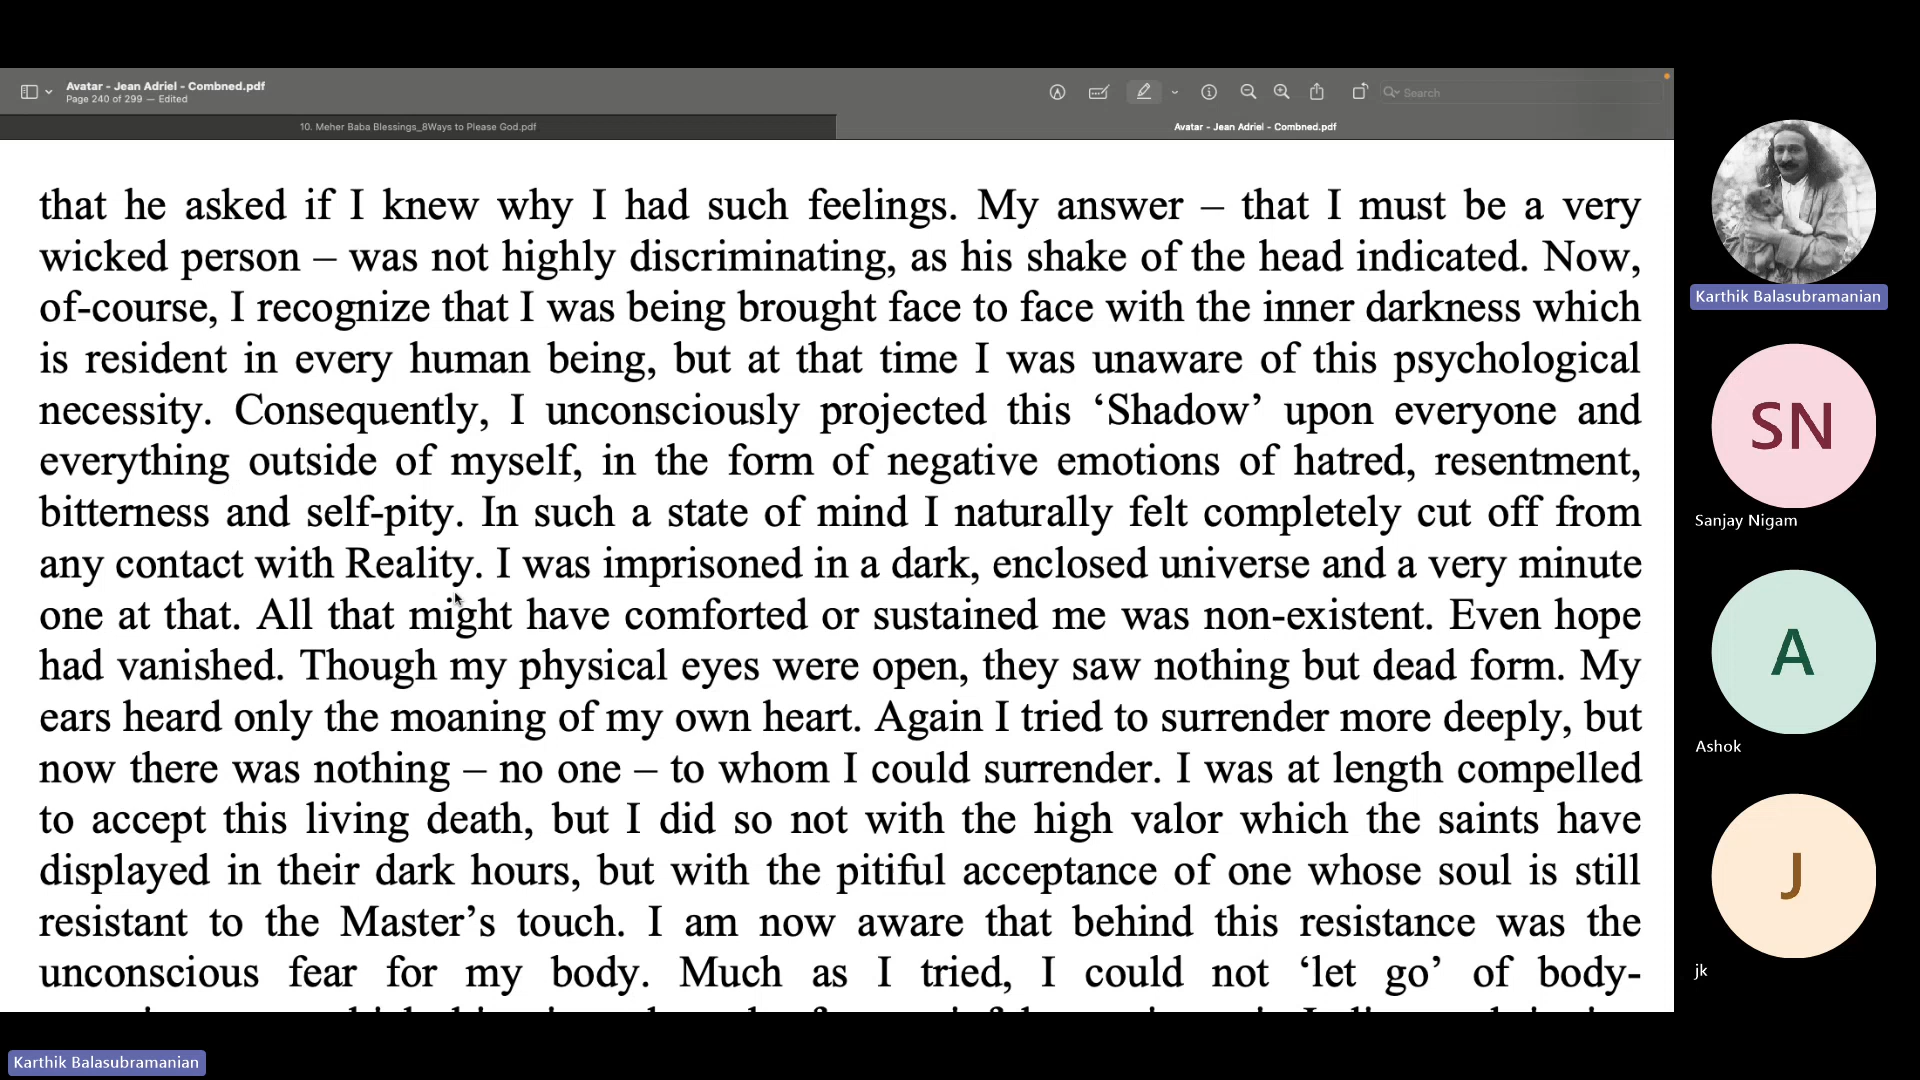 Avatar - Jean Adriel - Combned.pdf
Page 240 of 299 — Edited
Search
10. Meher Baba Blessings_8Ways to Please God.pdf
Avatar - Jean Adriel - Combned.pdf
that he asked if I knew why I had such feelings. My answer – that I must be a very
wicked person – was not highly discriminating, as his shake of the head indicated. Now,
of-course, I recognize that I was being brought face to face with the inner darkness which
is resident in every human being, but at that time I was unaware of this psychological
necessity. Consequently, I unconsciously projected this ‘Shadow’ upon everyone and
everything outside of myself, in the form of negative emotions of hatred, resentment,
bitterness and self-pity. In such a state of mind I naturally felt completely cut off from
any contact with Reality. I was imprisoned in a dark, enclosed universe and a very minute
one at that. All that might have comforted or sustained me was non-existent. Even hope
had vanished. Though my physical eyes were open, they saw nothing but dead form. My
ears heard only the moaning of my own heart. Again I tried to surrender more deeply, but
now there was nothing – no one – to whom I could surrender. I was at length compelled
to accept this living death, but I did so not with the high valor which the saints have
displayed in their dark hours, but with the pitiful acceptance of one whose soul is still
resistant to the Master’s touch. I am now aware that behind this resistance was the
unconscious fear for my body. Much as I tried, I could not ‘let go’ of body-
Karthik Balasubramanian
SN
Sanjay Nigam
A
Ashok
J
jk
Karthik Balasubramanian